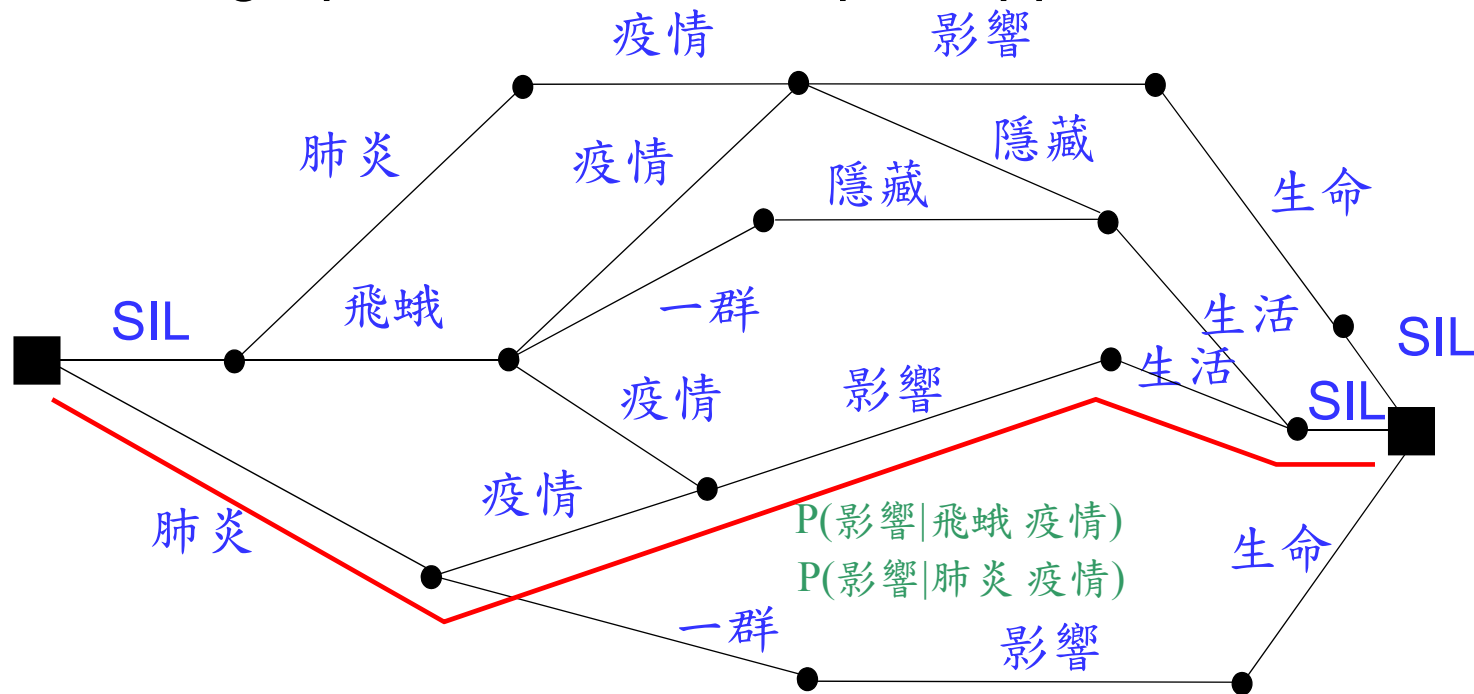 疫情 影響
肺炎 疫情 隱藏
隱藏 生命
SIL 飛蛾 一群 生活 SIL
疫情 影響 生活 SIL
肺炎 疫情 P(影響|飛蛾 疫情) 生命
P(影響|肺炎 疫情)
一群 影響